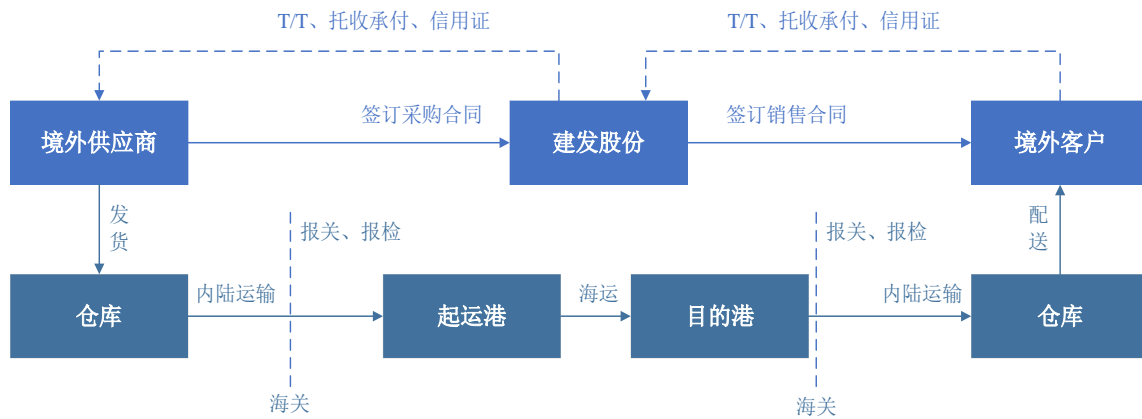 T/T、托收承付、信用证
T/T、托收承付、信用证
境外供应商
签订采购合同
建发股份
签订销售合同
境外客户
发货
报关、报检
报关、报检
配送
仓库
内陆运输
起运港
海运
目的港
内陆运输
仓库
海关
海关